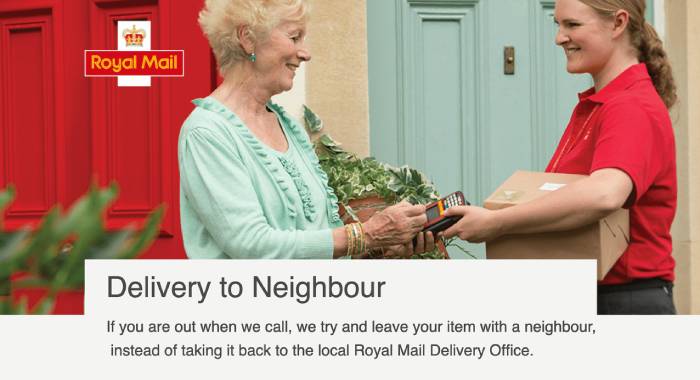 Royal Mail
Delivery to Neighbour
If you are out when we call, we try and leave your item with a neighbour,
instead of taking it back to the local Royal Mail Delivery Office.